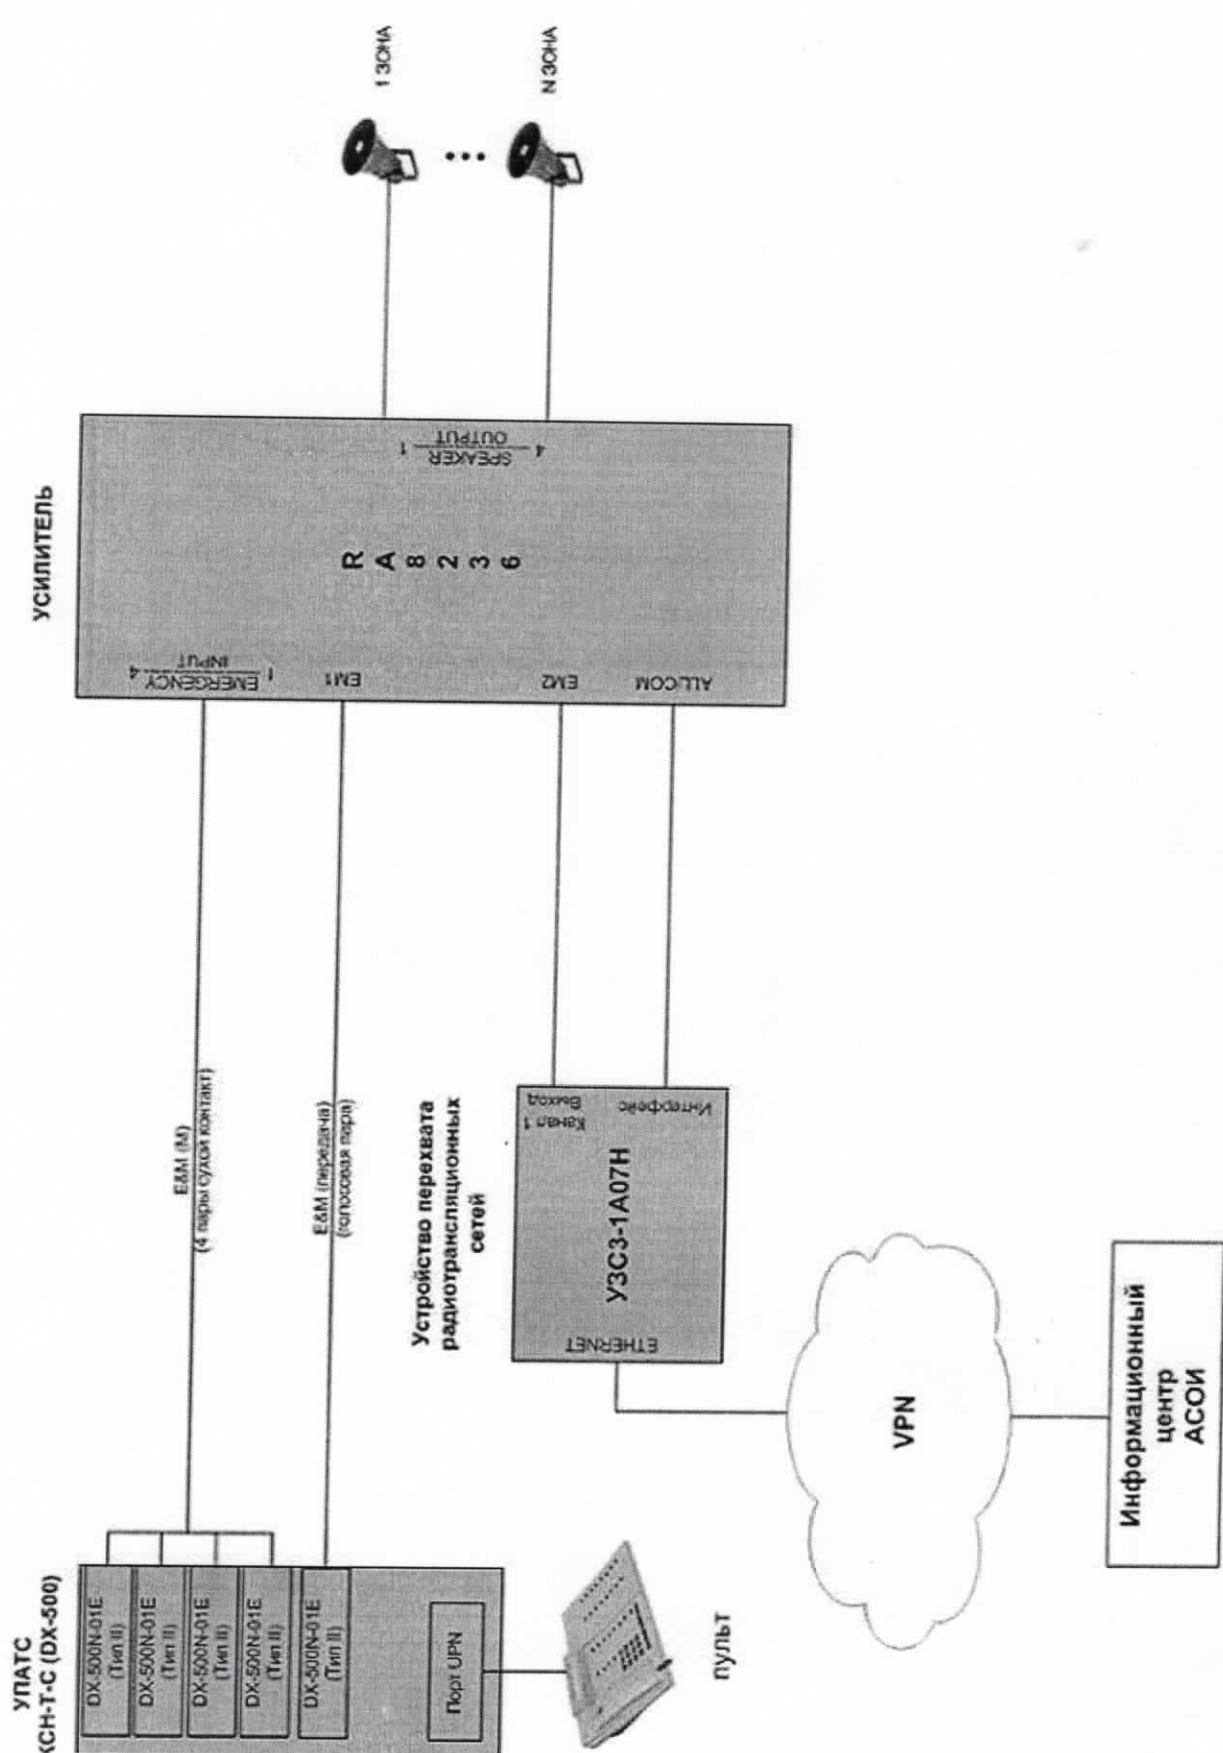 УПАТС
КСН-Т-С (DX-500)
DX-500N-01E
(Тип II)
DX-500N-01E
(Тип II)
DX-500N-01E
(Тип II)
DX-500N-01E
(Тип II)
DX-500N-01E
(Тип II)
Порт UPN
пульт
E&M (M)
(4 пары сухой контакт)
E&M (передача)
(голосовая пара)
Устройство перехвата
радиотрансляционных
сетей
ETHERNET
УЗС3-1А07Н
Канал 1
Выход
Интерфейс
VPN
Информационный
центр
АСОИ
УСИЛИТЕЛЬ
1 EMERGENCY 4
INPUT
EM1
EM2
ALL/COM
R
A
8
2
3
6
1 SPEAKER 4
OUTPUT
1 ЗОНА
N ЗОНА